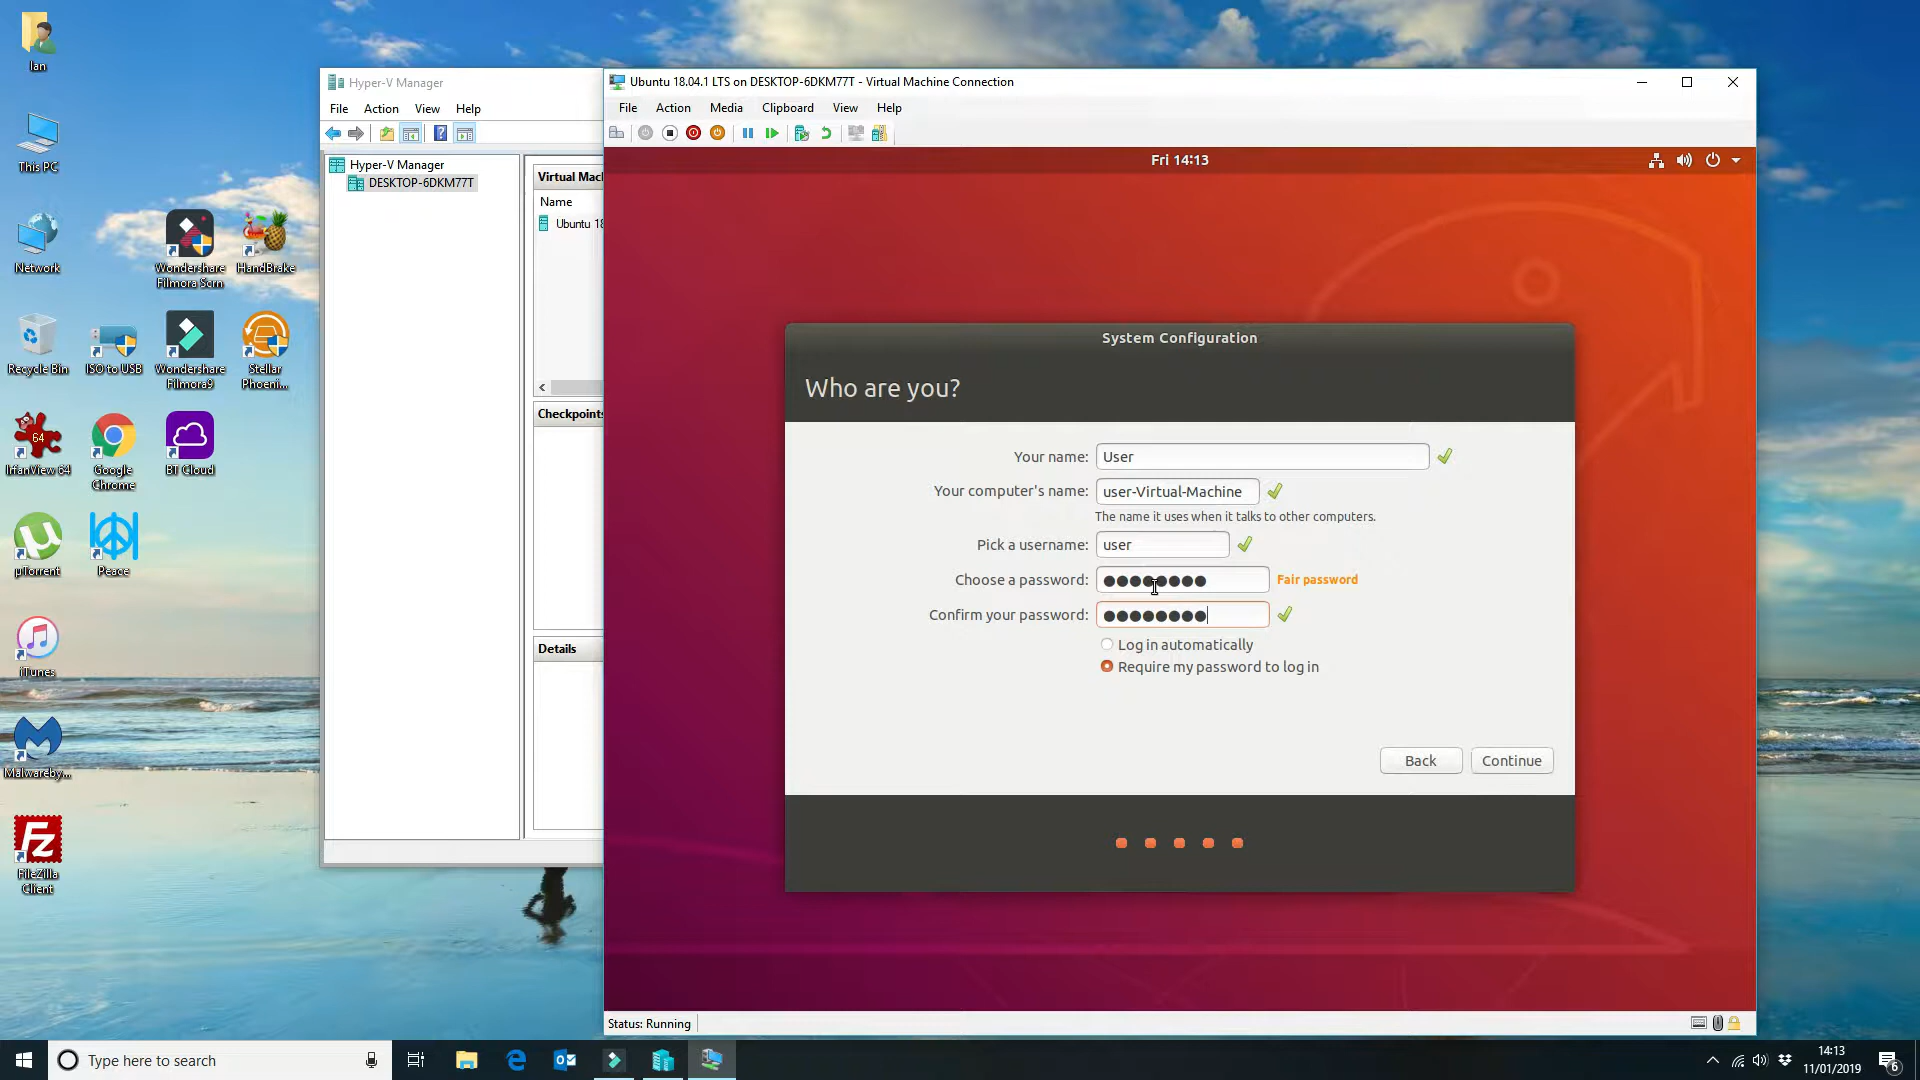 Ian
This PC
Network
Recycle Bin
ISO to USB
Wondershare
Filmora Scrn
HandBrake
Wondershare
Filmora9
Stellar
Phoeni...
64
IrfanView 64
Google
Chrome
BT Cloud
µTorrent
Peace
iTunes
Malwareby...
FileZilla
Client
Hyper-V Manager
File Action View Help
Hyper-V Manager
DESKTOP-6DKM77T
Virtual Mac
Name
Ubuntu 18
Checkpoints
Details
Ubuntu 18.04.1 LTS on DESKTOP-6DKM77T - Virtual Machine Connection
File Action Media Clipboard View Help
Fri 14:13
System Configuration
Who are you?
Your name: User
Your computer's name: user-Virtual-Machine
The name it uses when it talks to other computers.
Pick a username: user
Choose a password: ●●●●●●●● Fair password
Confirm your password: ●●●●●●●●
Log in automatically
Require my password to log in
Back Continue
Status: Running
Type here to search
14:13
11/01/2019
6